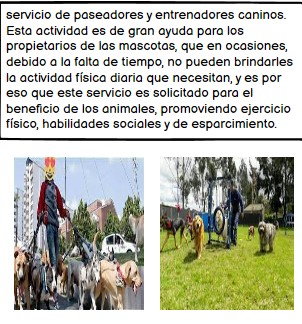 servicio de paseadores y entrenadores caninos.
Esta actividad es de gran ayuda para los
propietarios de las mascotas, que en ocasiones,
debido a la falta de tiempo, no pueden brindarles
la actividad física diaria que necesitan, y es por
eso que este servicio es solicitado para el
beneficio de los animales, promoviendo ejercicio
físico, habilidades sociales y de esparcimiento.